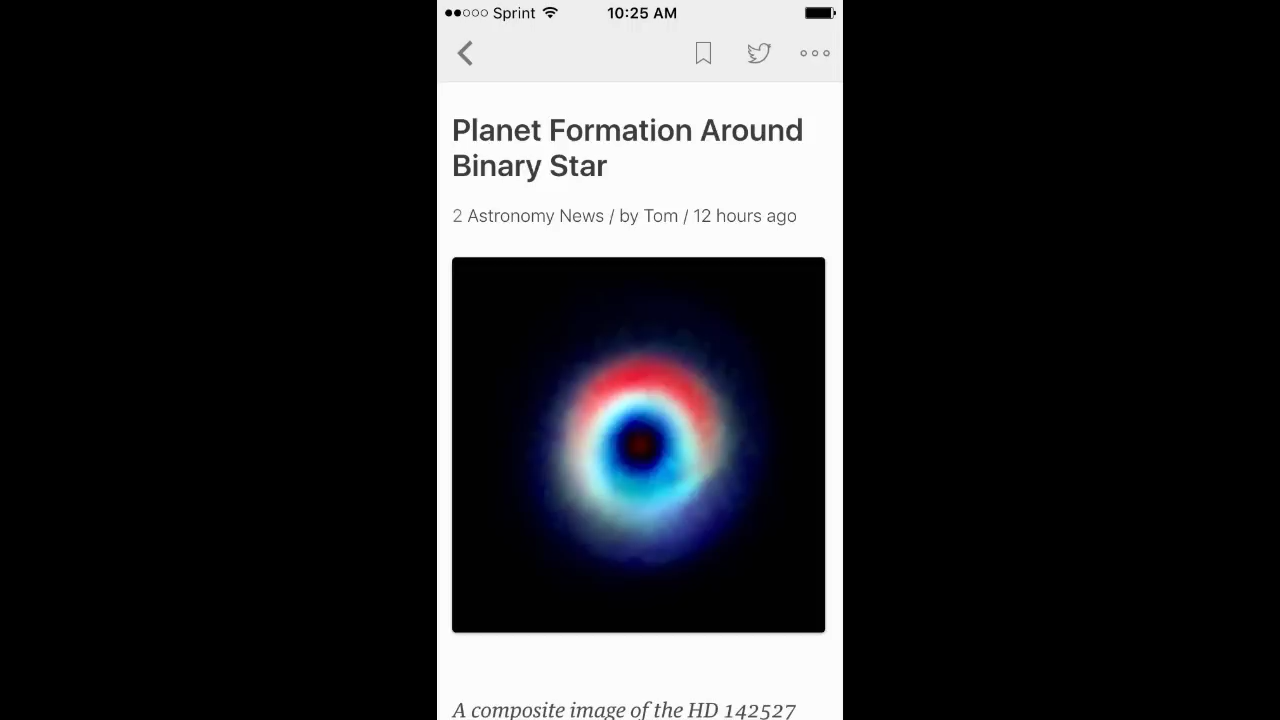 Sprint 10:25 AM
Planet Formation Around
Binary Star
2 Astronomy News / by Tom / 12 hours ago
A composite image of the HD 142527